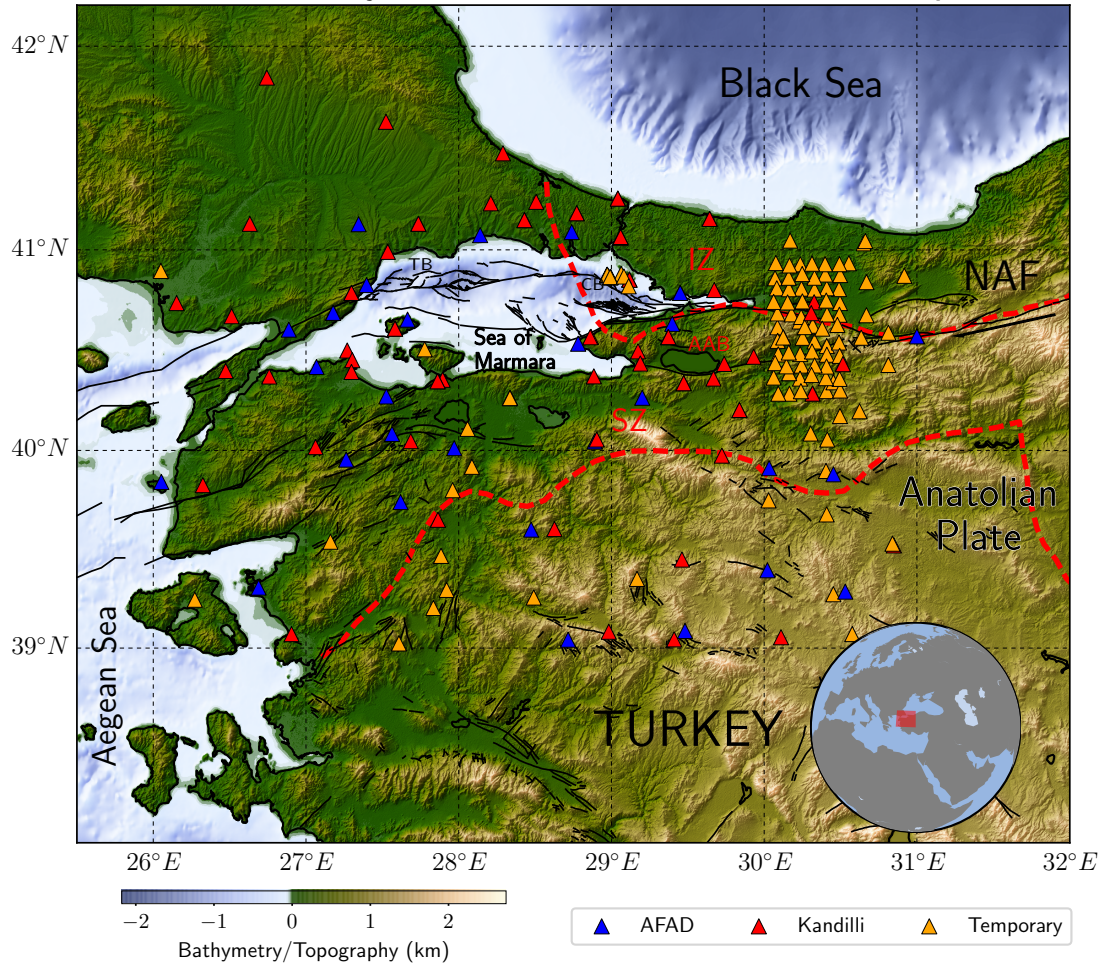 42°N
Black Sea
41°N
IZ
TB
CB
NAF
Sea of
Marmara
AAB
SZ
40°N
Anatolian
Plate
39°N
Aegean Sea
TURKEY
26°E 27°E 28°E 29°E 30°E 31°E 32°E
−2 −1 0 1 2
Bathymetry/Topography (km)
AFAD Kandilli Temporary